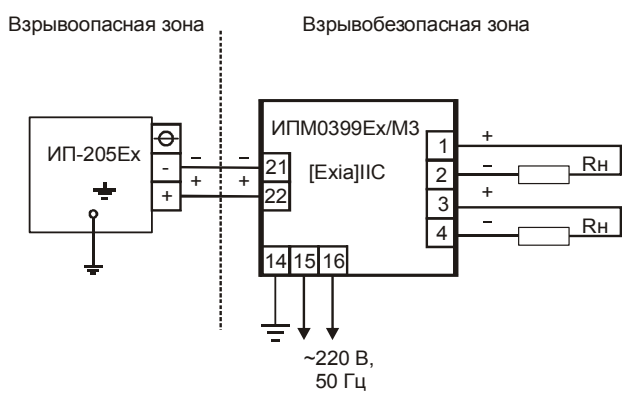 Взрывоопасная зона
Взрывобезопасная зона
ИП-205Ex
-
+
–
+
–
+
ИПМ0399Ex/М3
[Exia]IIC
21
22
1
2
3
4
+
–
Rн
+
–
Rн
14 15 16
~220 В,
50 Гц